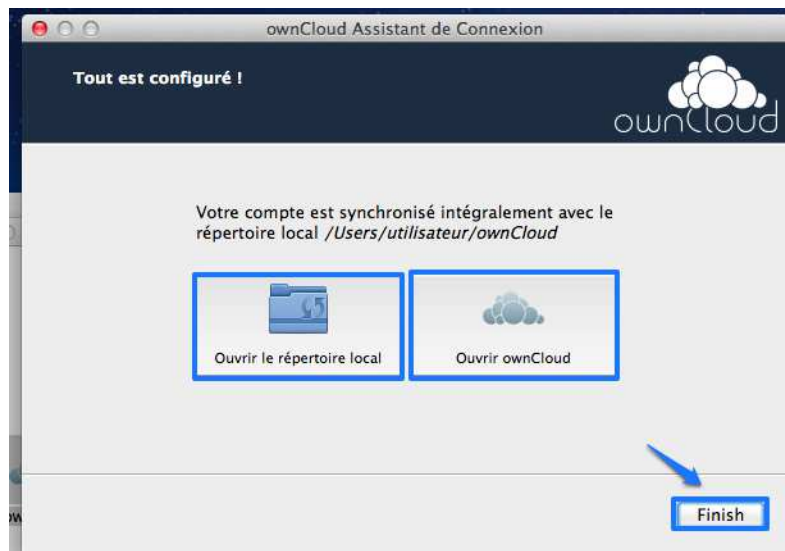 ownCloud Assistant de Connexion
Tout est configuré !
ownCloud
Votre compte est synchronisé intégralement avec le
répertoire local /Users/utilisateur/ownCloud
Ouvrir le répertoire local
Ouvrir ownCloud
Finish